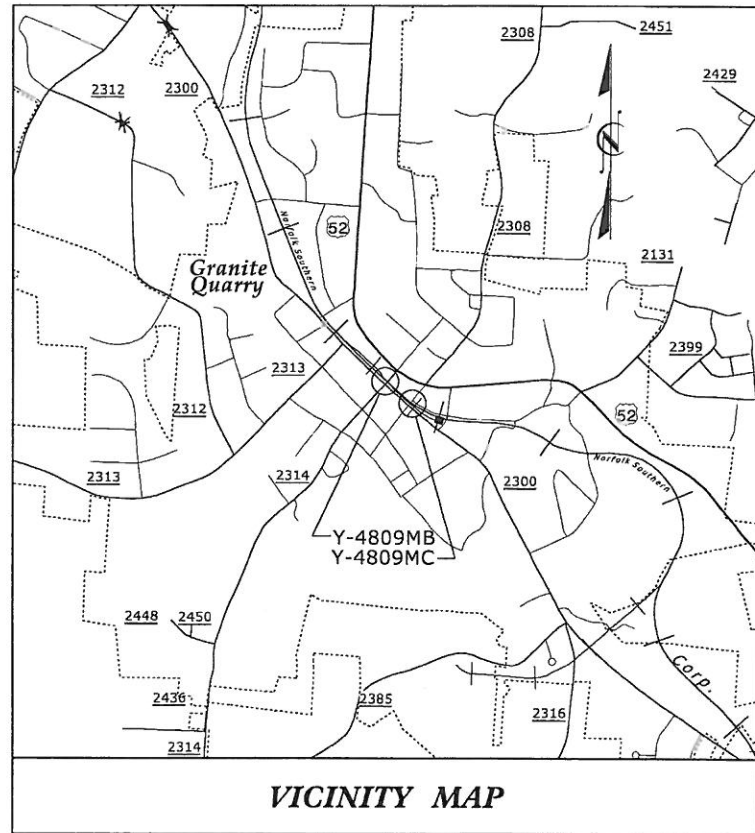 2308
2451
2312
2300
2429
N
Norfolk Southern
52
2308
Granite
Quarry
2131
2399
2313
2312
52
2313
2314
2300
Norfolk Southern
Y-4809MB
Y-4809MC
2448
2450
Corp.
2436
2385
2316
2314
VICINITY MAP